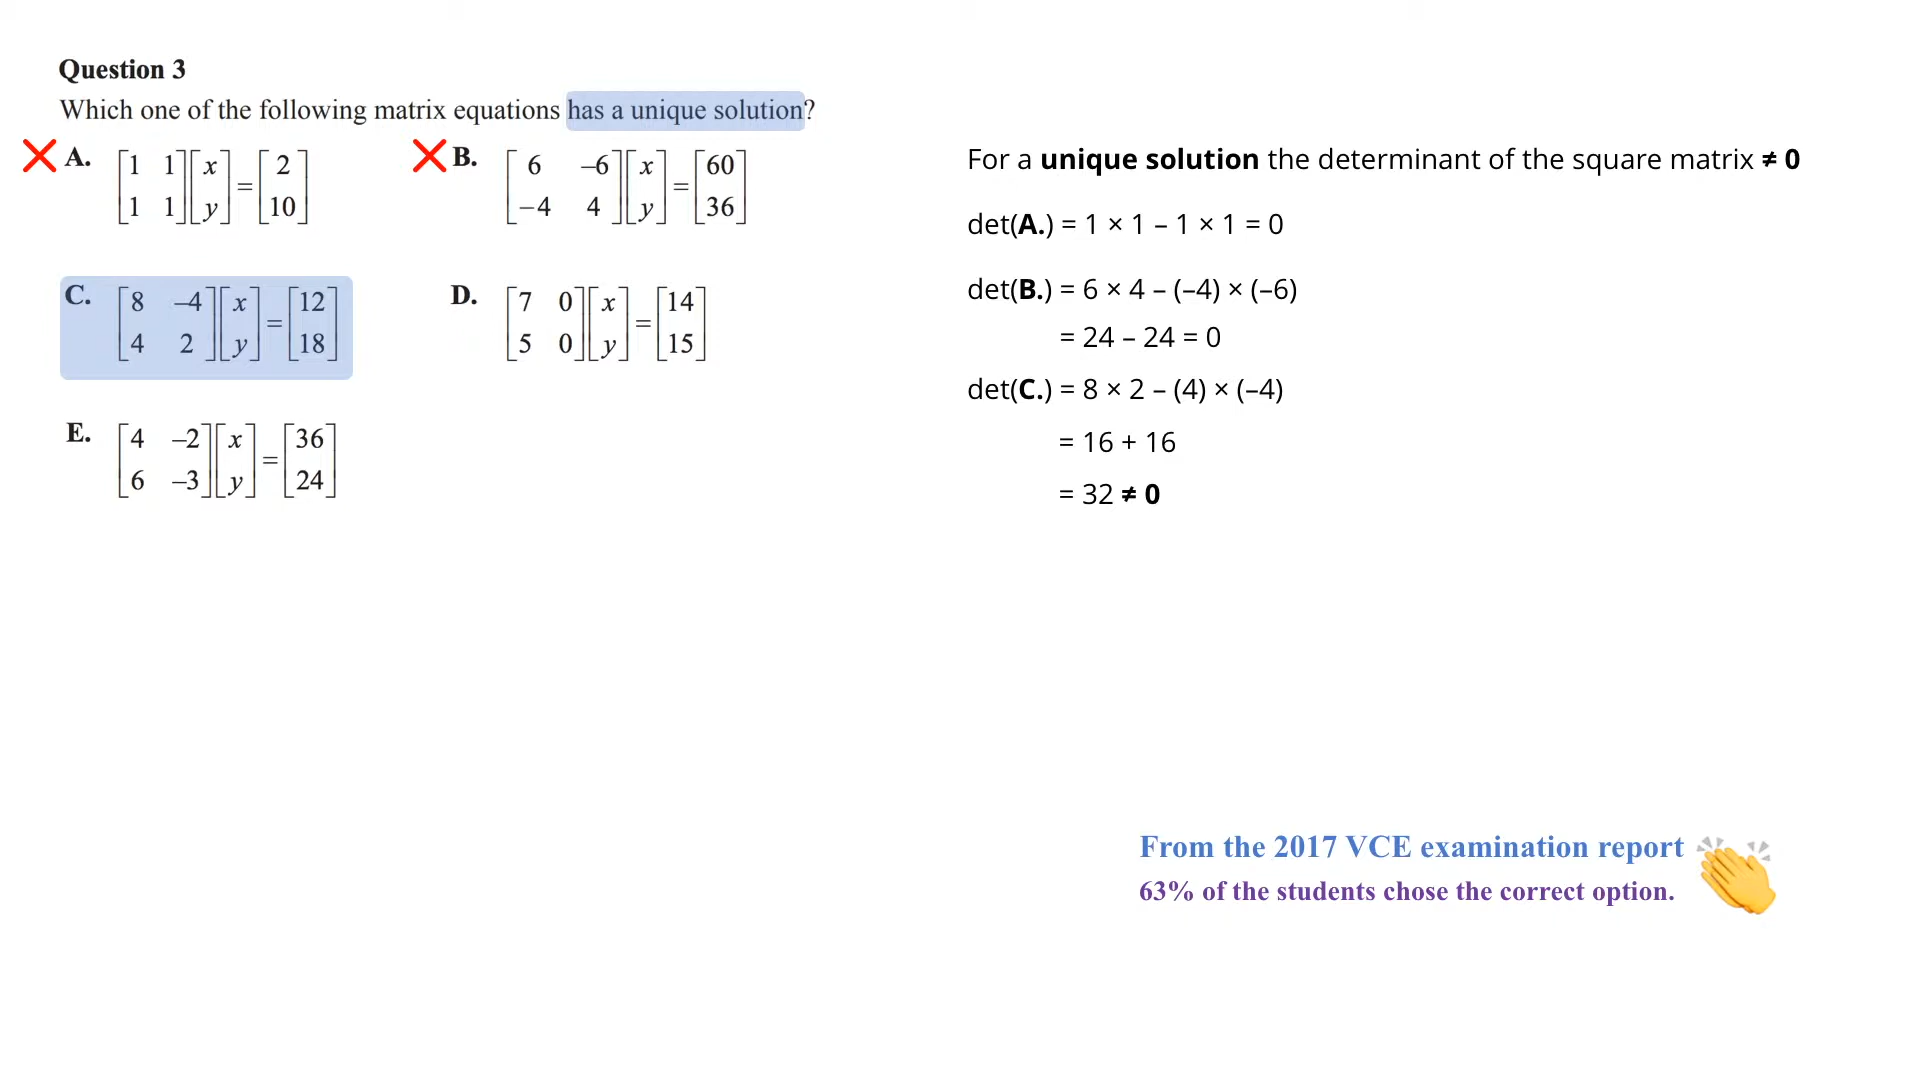 Question 3
Which one of the following matrix equations has a unique solution?
A. [1 1
1 1] [x
y] = [2
10]
B. [6 –6
–4 4] [x
y] = [60
36]
C. [8 –4
4 2] [x
y] = [12
18]
D. [7 0
5 0] [x
y] = [14
15]
E. [4 –2
6 –3] [x
y] = [36
24]
For a unique solution the determinant of the square matrix ≠ 0
det(A.) = 1 × 1 – 1 × 1 = 0
det(B.) = 6 × 4 – (–4) × (–6)
= 24 – 24 = 0
det(C.) = 8 × 2 – (4) × (–4)
= 16 + 16
= 32 ≠ 0
From the 2017 VCE examination report
63% of the students chose the correct option.